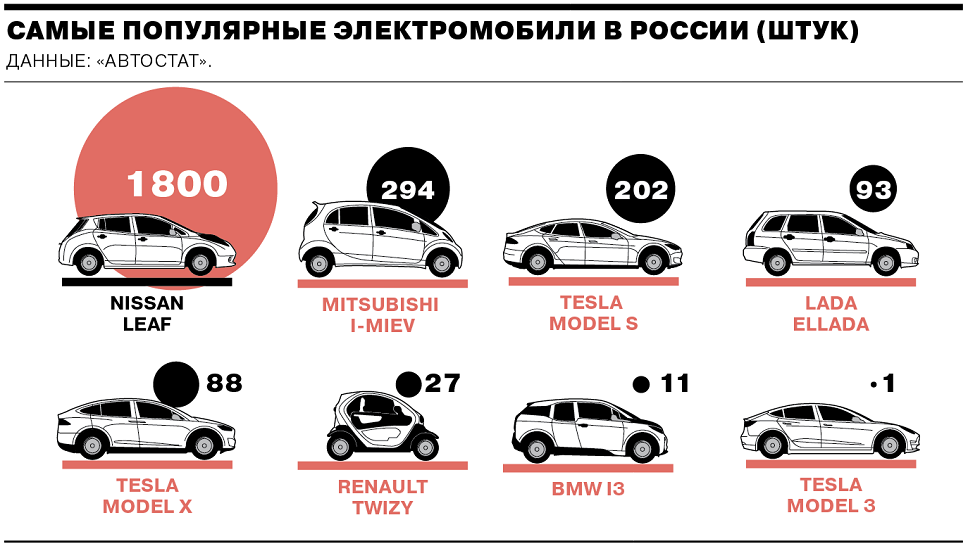 САМЫЕ ПОПУЛЯРНЫЕ ЭЛЕКТРОМОБИЛИ В РОССИИ (ШТУК)
ДАННЫЕ: «АВТОСТАТ».
1800
294
202
93
NISSAN
LEAF
MITSUBISHI
I-MIEV
TESLA
MODEL S
LADA
ELLADA
88
27
11
1
TESLA
MODEL X
RENAULT
TWIZY
BMW I3
TESLA
MODEL 3